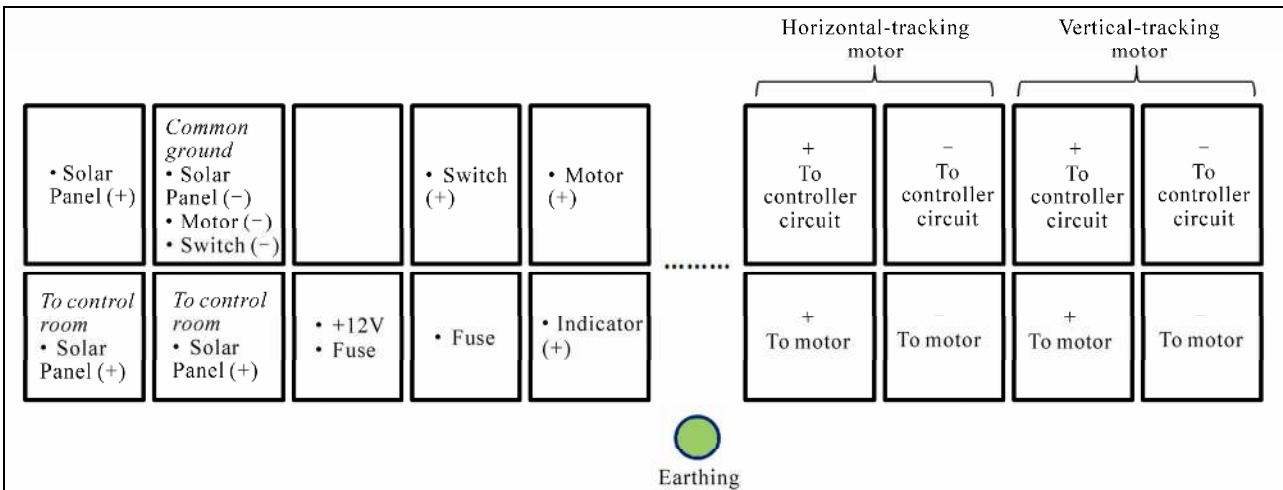 Horizontal-tracking
motor
Vertical-tracking
motor
• Solar
Panel (+)
Common
ground
• Solar
Panel (−)
• Motor (−)
• Switch (−)
• Switch
(+)
• Motor
(+)
+
To
controller
circuit
−
To
controller
circuit
+
To
controller
circuit
−
To
controller
circuit
.........
To control
room
• Solar
Panel (+)
To control
room
• Solar
Panel (+)
• +12V
• Fuse
• Fuse
• Indicator
(+)
+
To motor
−
To motor
+
To motor
−
To motor
Earthing